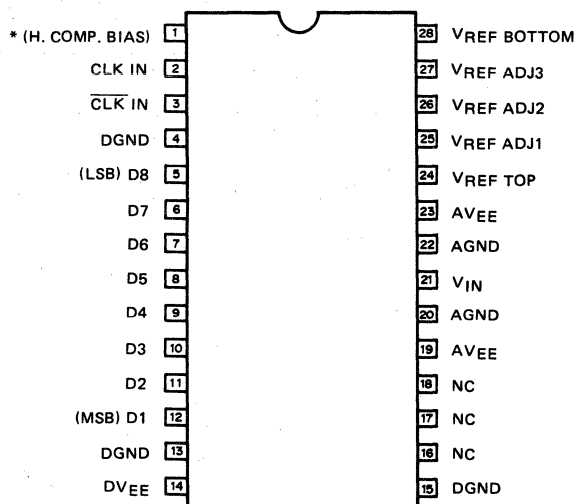 * (H. COMP. BIAS) 1
CLK IN 2
CLK IN 3
DGND 4
(LSB) D8 5
D7 6
D6 7
D5 8
D4 9
D3 10
D2 11
(MSB) D1 12
DGND 13
DVEE 14
28 VREF BOTTOM
27 VREF ADJ3
26 VREF ADJ2
25 VREF ADJ1
24 VREF TOP
23 AVEE
22 AGND
21 VIN
20 AGND
19 AVEE
18 NC
17 NC
16 NC
15 DGND